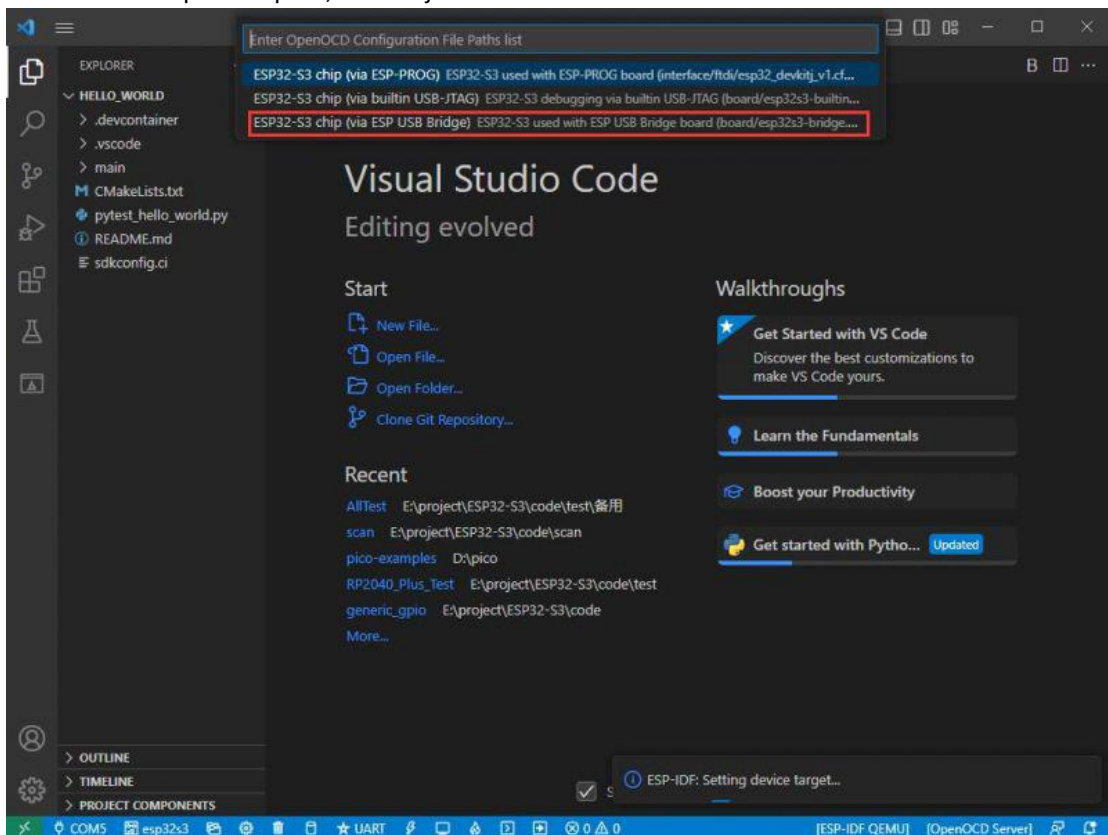 Enter OpenOCD Configuration File Paths list
ESP32-S3 chip (via ESP-PROG) ESP32-S3 used with ESP-PROG board (interface/ftdi/esp32_devkitj_v1.cf...
ESP32-S3 chip (via builtin USB-JTAG) ESP32-S3 debugging via builtin USB-JTAG (board/esp32s3-builtin...
ESP32-S3 chip (via ESP USB Bridge) ESP32-S3 used with ESP USB Bridge board (board/esp32s3-bridge....
EXPLORER
HELLO_WORLD
.devcontainer
.vscode
main
CMakeLists.txt
pytest_hello_world.py
README.md
sdkconfig.ci
Visual Studio Code
Editing evolved
Start
New File...
Open File...
Open Folder...
Clone Git Repository...
Recent
AllTest E:\project\ESP32-S3\code\test\备用
scan E:\project\ESP32-S3\code\scan
pico-examples D:\pico
RP2040_Plus_Test E:\project\ESP32-S3\code\test
generic_gpio E:\project\ESP32-S3\code
More...
Walkthroughs
Get Started with VS Code
Discover the best customizations to
make VS Code yours.
Learn the Fundamentals
Boost your Productivity
Get started with Pytho... Updated
OUTLINE
TIMELINE
PROJECT COMPONENTS
ESP-IDF: Setting device target...
COM5 esp32s3 UART 0 0 [ESP-IDF QEMU] [OpenOCD Server]